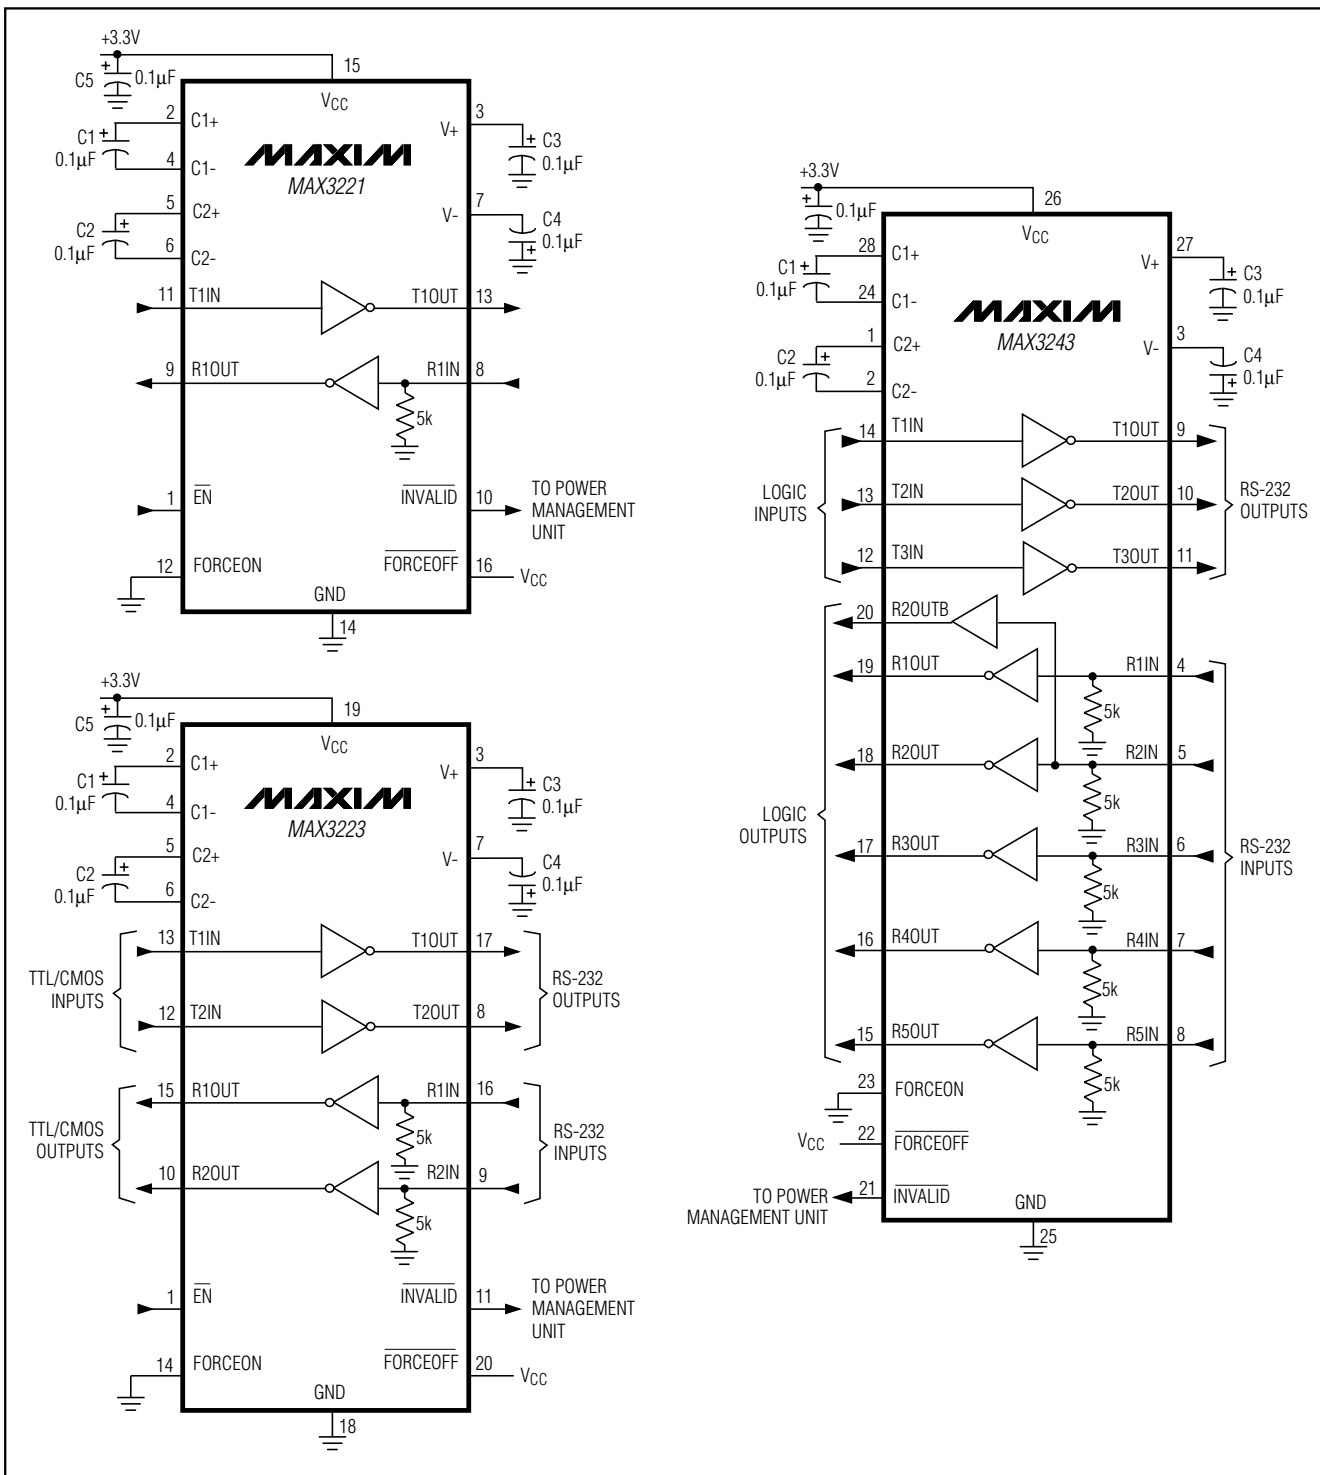 +3.3V
C5
+
0.1µF
15
VCC
2
C1+
C1
+
0.1µF
4
C1-
5
C2+
C2
+
0.1µF
6
C2-
MAXIM
MAX3221
3
V+
+
C3
0.1µF
7
V-
C4
0.1µF
+
11
T1IN
T1OUT
13
9
R1OUT
R1IN
8
5k
1
EN
INVALID
10
TO POWER
MANAGEMENT
UNIT
12
FORCEON
FORCEOFF
16
VCC
GND
14
+3.3V
C5
+
0.1µF
19
VCC
2
C1+
C1
+
0.1µF
4
C1-
5
C2+
C2
+
0.1µF
6
C2-
MAXIM
MAX3223
3
V+
+
C3
0.1µF
7
V-
C4
0.1µF
+
TTL/CMOS
INPUTS
13
T1IN
T1OUT
17
12
T2IN
T2OUT
8
RS-232
OUTPUTS
TTL/CMOS
OUTPUTS
15
R1OUT
R1IN
16
5k
10
R2OUT
R2IN
9
5k
RS-232
INPUTS
1
EN
INVALID
11
TO POWER
MANAGEMENT
UNIT
14
FORCEON
FORCEOFF
20
VCC
GND
18
+3.3V
+
0.1µF
26
VCC
28
C1+
C1
+
0.1µF
24
C1-
1
C2+
C2
+
0.1µF
2
C2-
MAXIM
MAX3243
27
V+
+
C3
0.1µF
3
V-
C4
0.1µF
+
LOGIC
INPUTS
14
T1IN
T1OUT
9
13
T2IN
T2OUT
10
12
T3IN
T3OUT
11
RS-232
OUTPUTS
LOGIC
OUTPUTS
20
R2OUTB
19
R1OUT
R1IN
4
5k
18
R2OUT
R2IN
5
5k
17
R3OUT
R3IN
6
5k
16
R4OUT
R4IN
7
5k
15
R5OUT
R5IN
8
5k
RS-232
INPUTS
23
FORCEON
VCC
22
FORCEOFF
TO POWER
MANAGEMENT UNIT
21
INVALID
GND
25